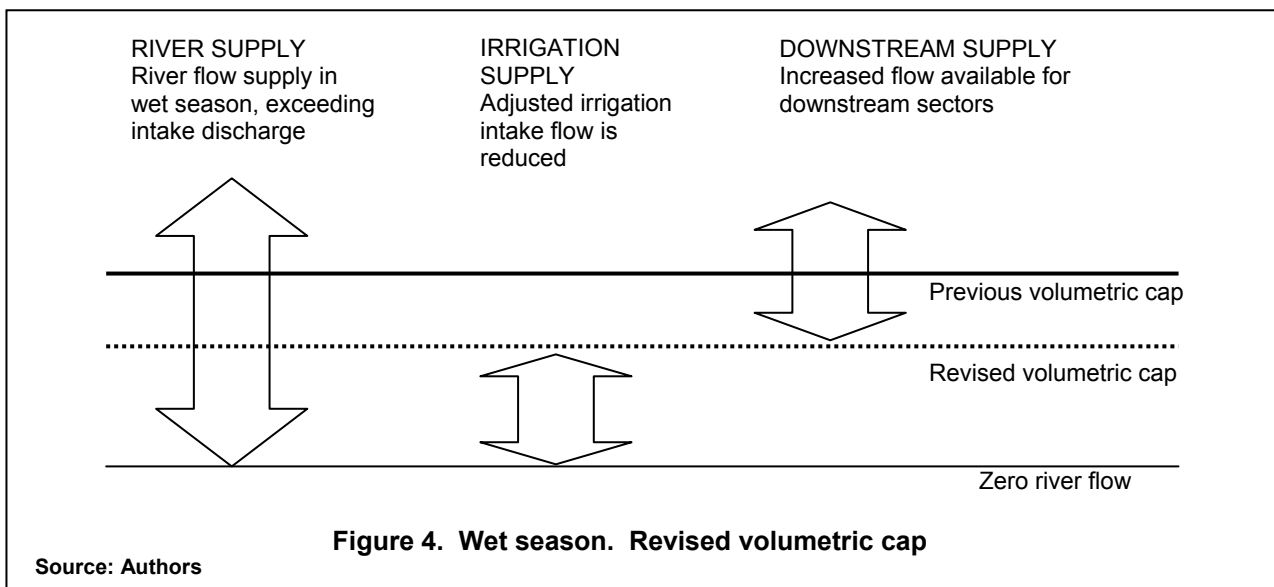 RIVER SUPPLY
River flow supply in
wet season, exceeding
intake discharge
IRRIGATION
SUPPLY
Adjusted irrigation
intake flow is
reduced
DOWNSTREAM SUPPLY
Increased flow available for
downstream sectors
Previous volumetric cap
Revised volumetric cap
Zero river flow
Figure 4. Wet season. Revised volumetric cap
Source: Authors